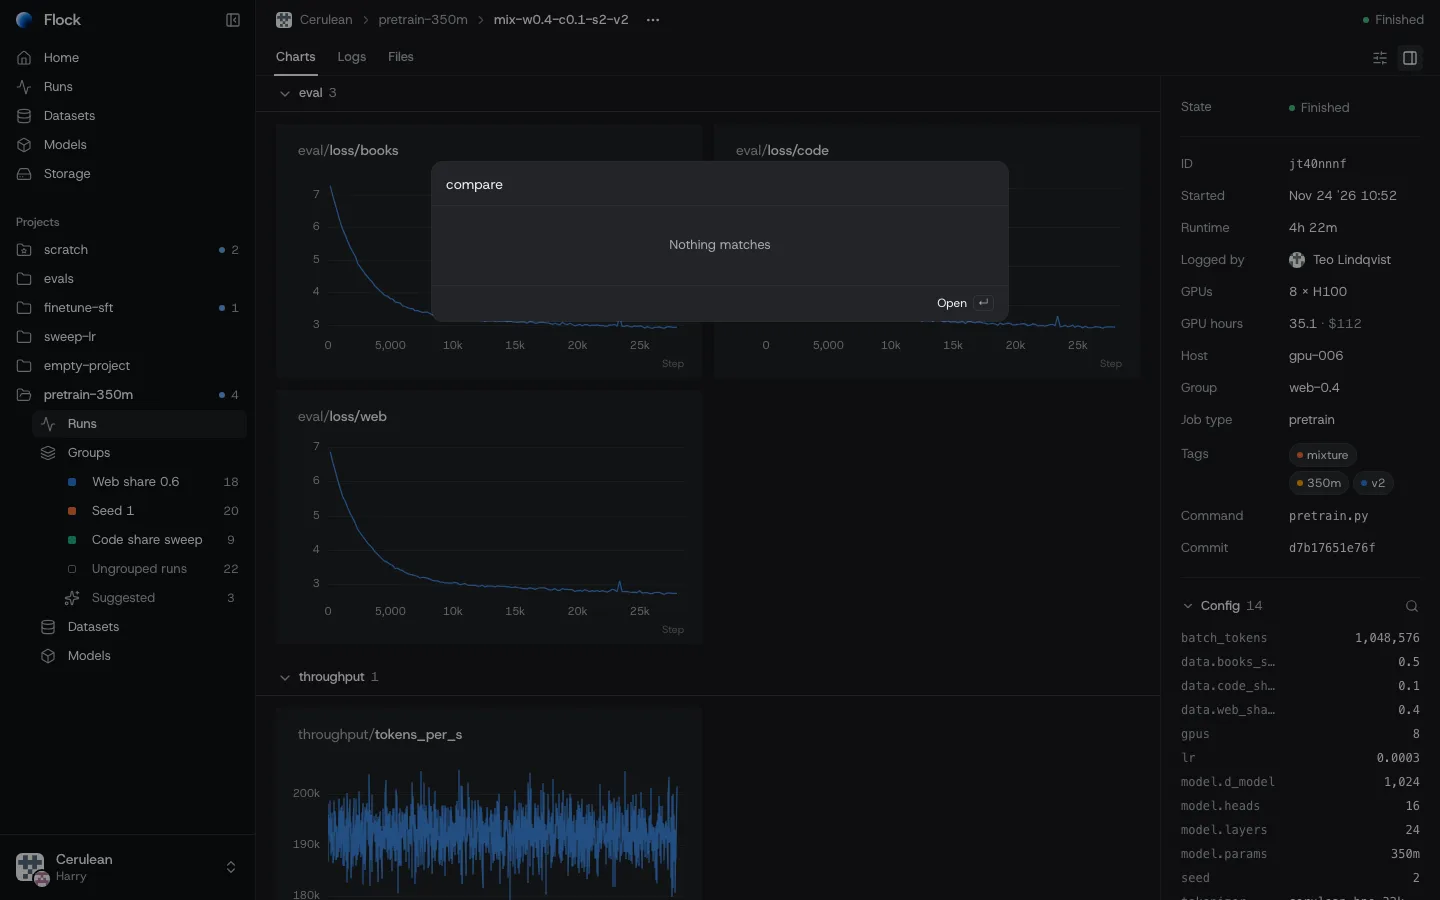 Flock
Home
Runs
Datasets
Models
Storage
Projects
scratch 2
evals
finetune-sft 1
sweep-lr
empty-project
pretrain-350m 4
Runs
Groups
Web share 0.6 18
Seed 1 20
Code share sweep 9
Ungrouped runs 22
Suggested 3
Datasets
Models
Cerulean
Harry
Cerulean > pretrain-350m > mix-w0.4-c0.1-s2-v2 ...
Finished
Charts Logs Files
eval 3
eval/loss/books
7
6
5
4
3
0 5,000 10k 15k 20k 25k
Step
eval/loss/code
0 5,000 10k 15k 20k 25k
Step
compare
Nothing matches
Open
eval/loss/web
7
6
5
4
3
0 5,000 10k 15k 20k 25k
Step
throughput 1
throughput/tokens_per_s
200k
190k
180k
State Finished
ID jt40nnnf
Started Nov 24 '26 10:52
Runtime 4h 22m
Logged by Teo Lindqvist
GPUs 8 × H100
GPU hours 35.1 · $112
Host gpu-006
Group web-0.4
Job type pretrain
Tags mixture
350m v2
Command pretrain.py
Commit d7b17651e76f
Config 14
batch_tokens 1,048,576
data.books_s… 0.5
data.code_sh… 0.1
data.web_sha… 0.4
gpus 8
lr 0.0003
model.d_model 1,024
model.heads 16
model.layers 24
model.params 350m
seed 2